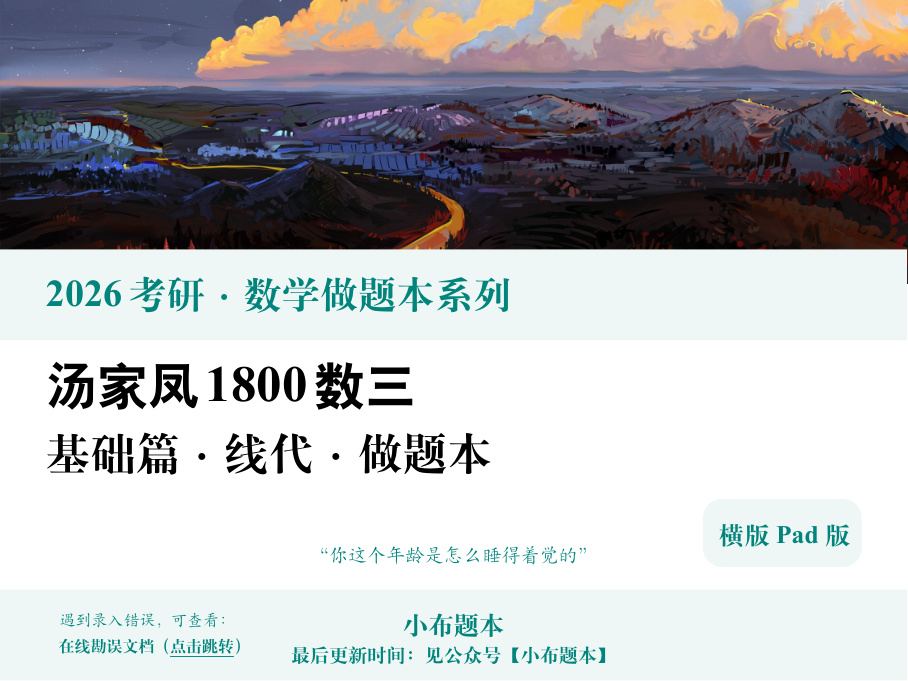 2026 考研 · 数学做题本系列
汤家凤 1800 数三
基础篇 · 线代 · 做题本
横版 Pad 版
“你这个年龄是怎么睡得着觉的”
遇到录入错误，可查看：
在线勘误文档（点击跳转）
小布题本
最后更新时间：见公众号【小布题本】